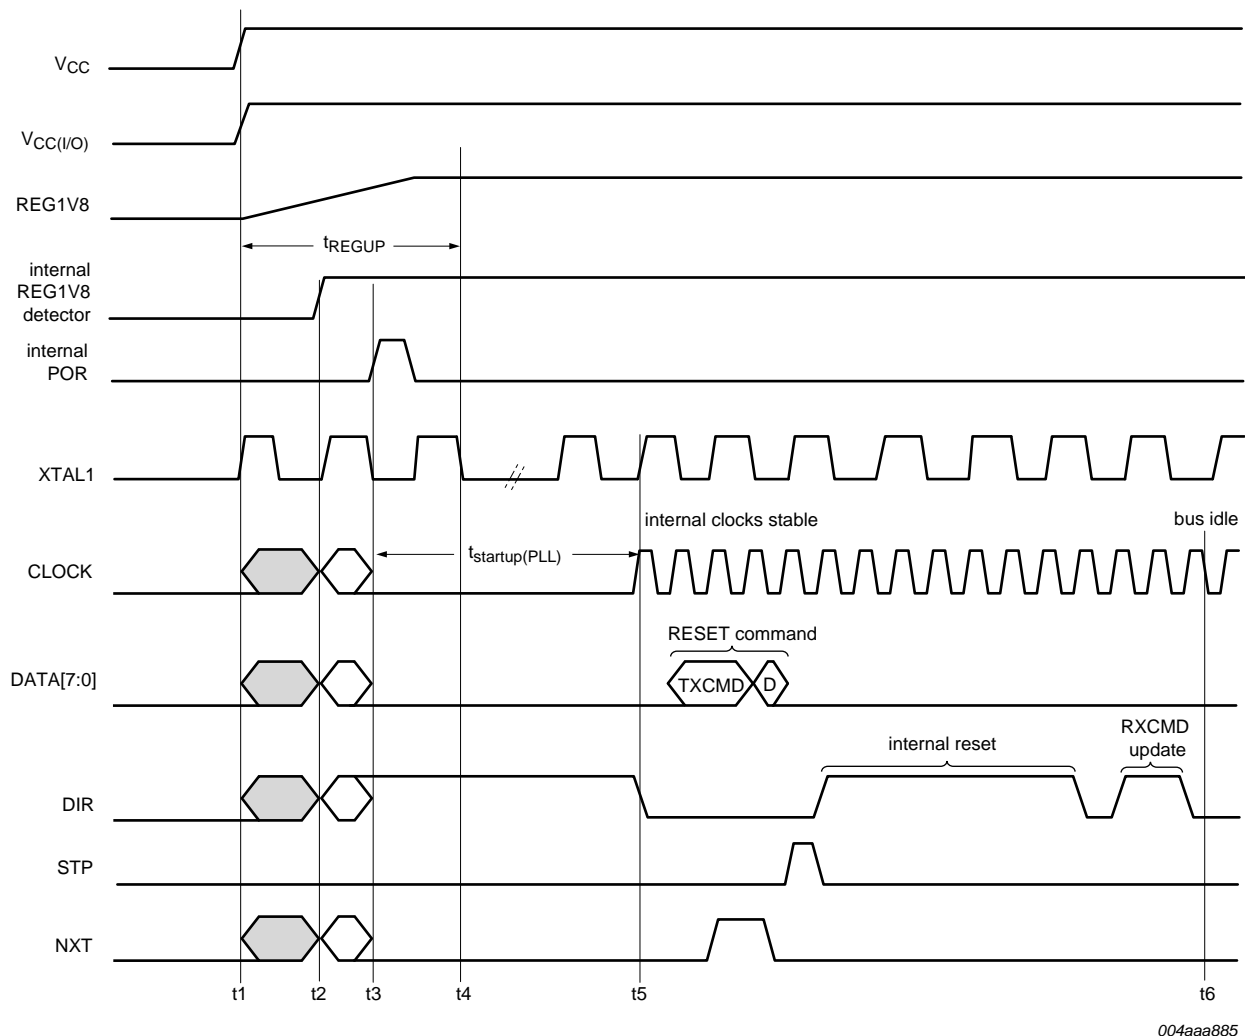 VCC
VCC(I/O)
REG1V8
tREGUP
internal
REG1V8
detector
internal
POR
XTAL1
internal clocks stable
bus idle
CLOCK
tstartup(PLL)
RESET command
DATA[7:0]
TXCMD
D
RXCMD
update
internal reset
DIR
STP
NXT
t1
t2
t3
t4
t5
t6
004aaa885